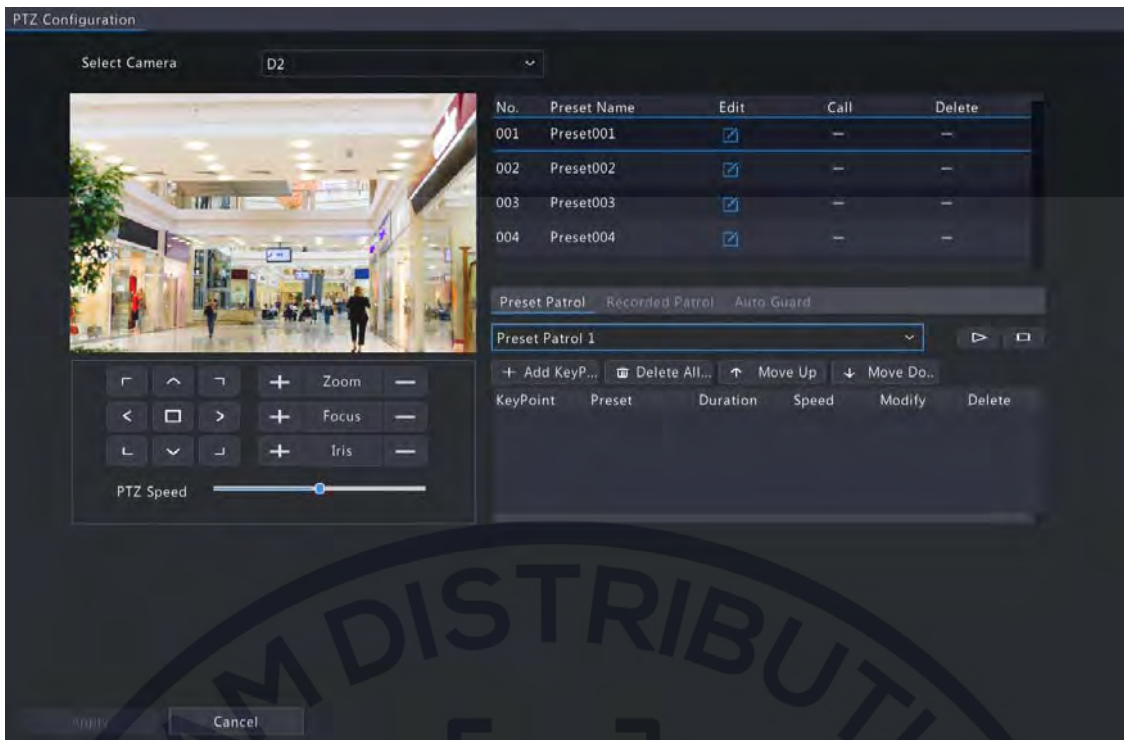 PTZ Configuration
Select Camera D2
No. Preset Name Edit Call Delete
001 Preset001
002 Preset002
003 Preset003
004 Preset004
Preset Patrol Recorded Patrol Auto Guard
Preset Patrol 1
Add KeyP... Delete All... Move Up Move Do..
KeyPoint Preset Duration Speed Modify Delete
Zoom
Focus
Iris
PTZ Speed
M DISTRIBUTI
Apply Cancel